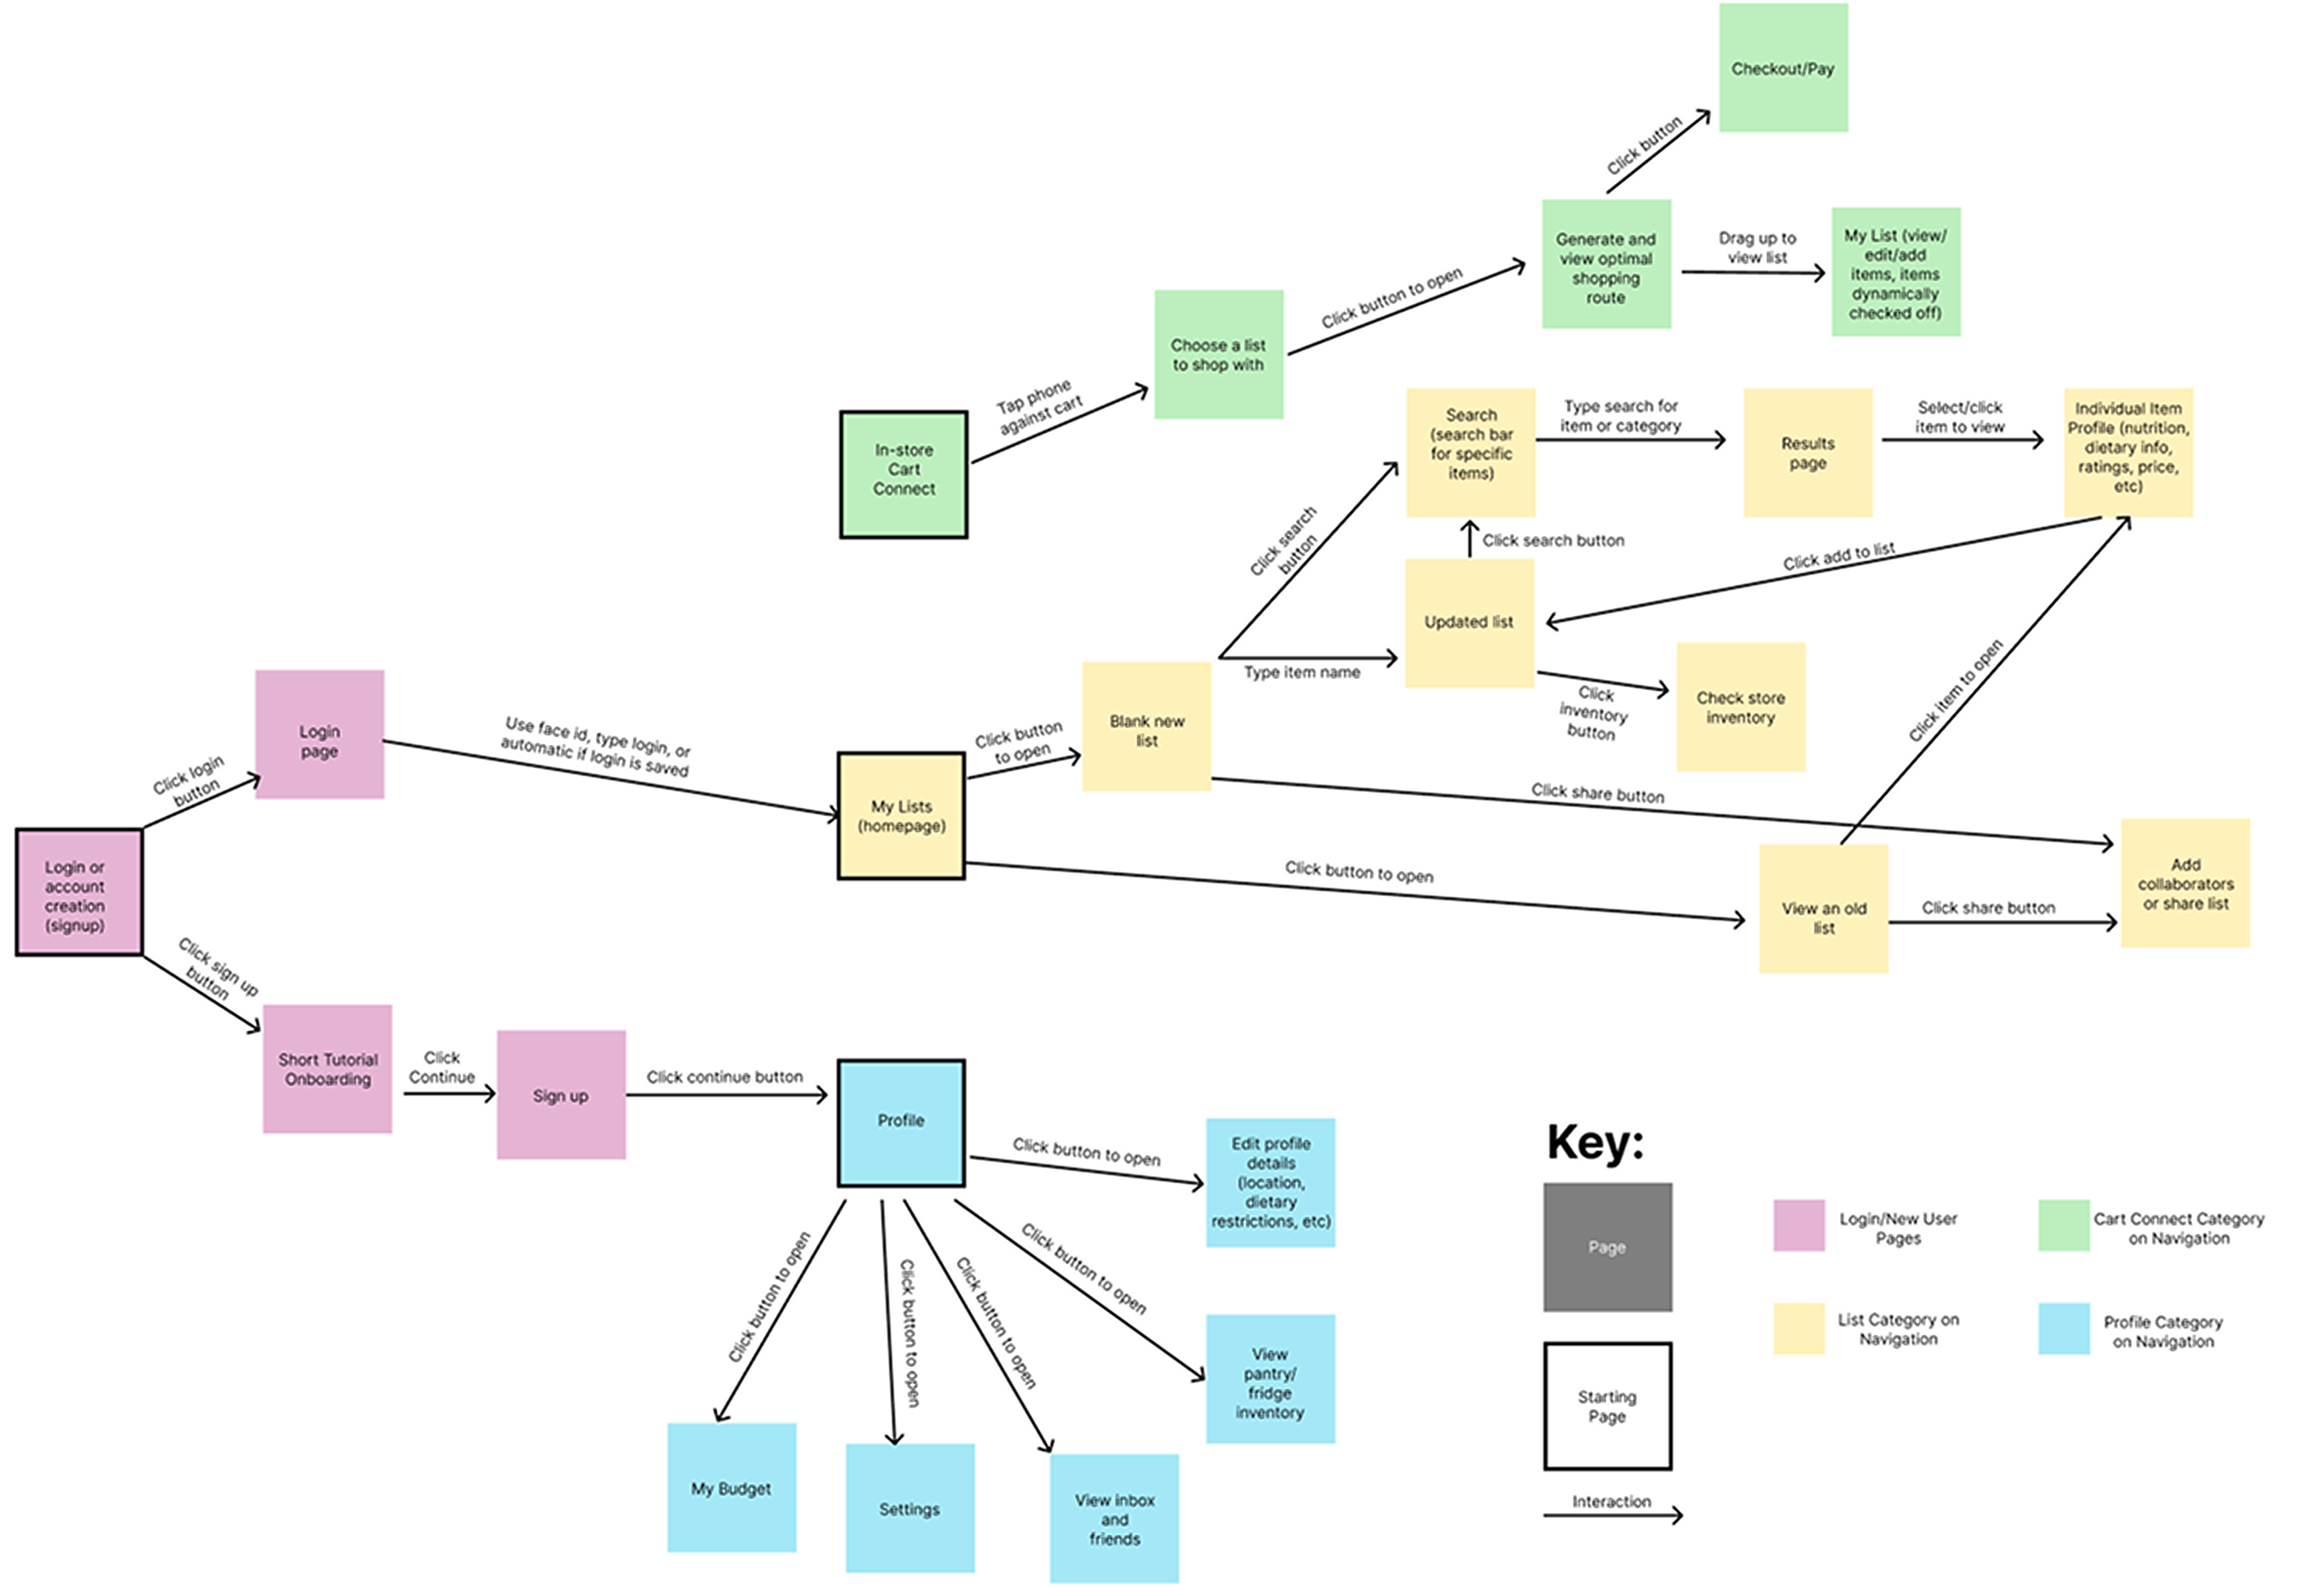 Checkout/Pay
Click button
Generate and
view optimal
shopping
route
Drag up to
view list
My List (view/
edit/add
items, items
dynamically
checked off)
Click button to open
Choose a list
to shop with
Tap phone
against cart
In-store
Cart
Connect
Search
(search bar
for specific
items)
Type search for
item or category
Results
page
Select/click
item to view
Individual Item
Profile (nutrition,
dietary info,
ratings, price,
etc)
Click search
button
Click search button
Click add to list
Updated list
Type item name
Click
inventory
button
Check store
inventory
Click item to open
Login
page
Use face id, type login, or
automatic if login is saved
Click login
button
My Lists
(homepage)
Click button
to open
Blank new
list
Click share button
Click button to open
View an old
list
Click share button
Add
collaborators
or share list
Login or
account
creation
(signup)
Click sign up
button
Short Tutorial
Onboarding
Click
Continue
Sign up
Click continue button
Profile
Click button to open
Edit profile
details
(location,
dietary
restrictions, etc)
Click button to open
Click button to open
Click button to open
Click button to open
View
pantry/
fridge
inventory
My Budget
Settings
View inbox
and
friends
Key:
Page
Starting
Page
Interaction
Login/New User
Pages
Cart Connect Category
on Navigation
List Category on
Navigation
Profile Category
on Navigation